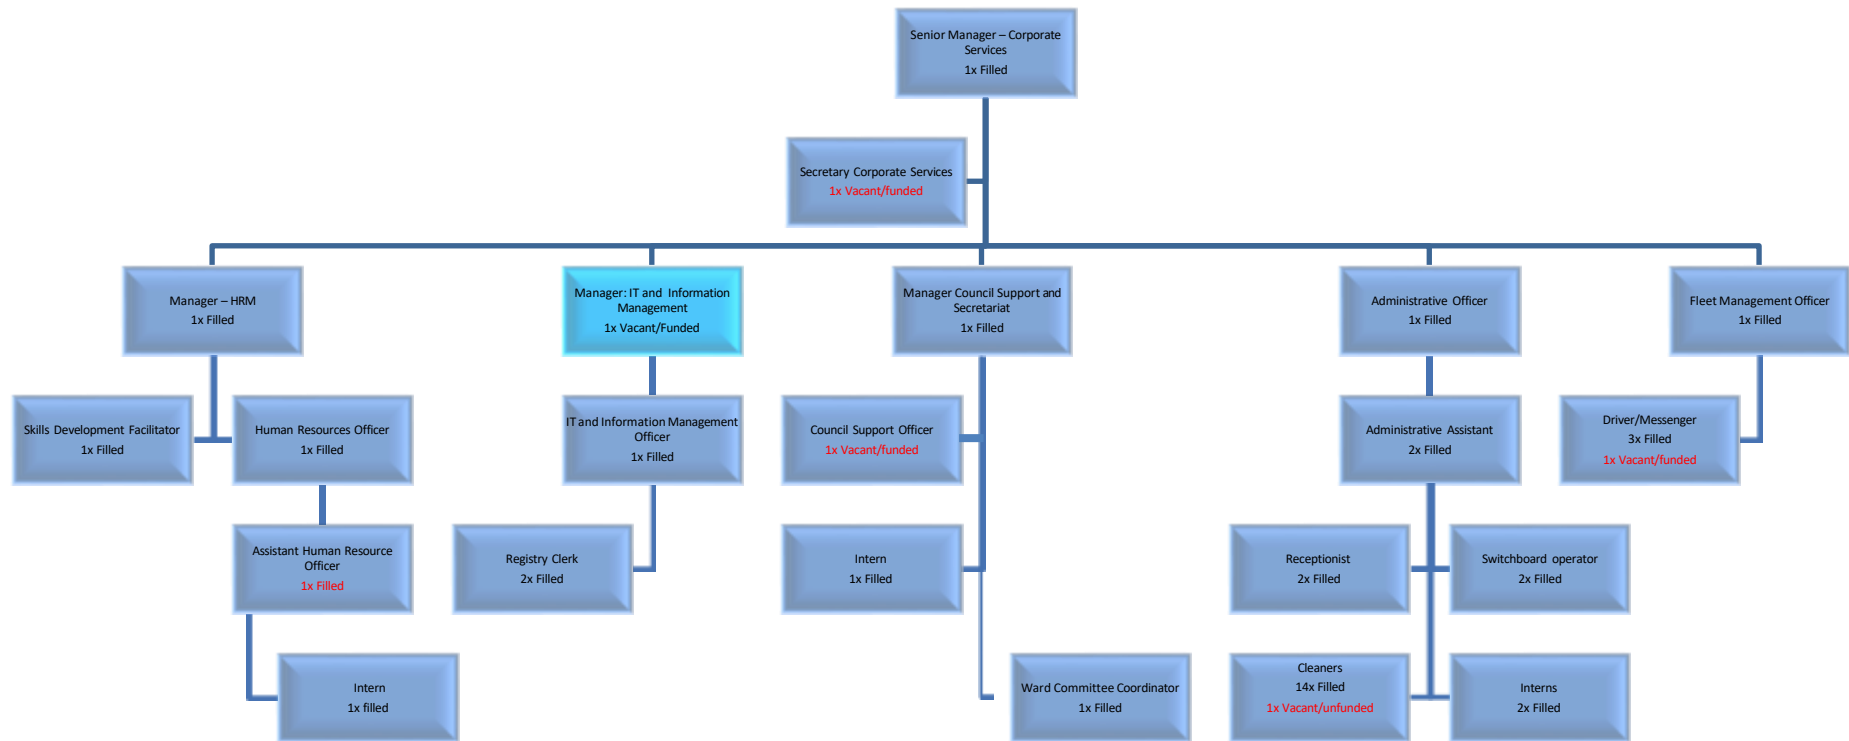 Senior Manager – Corporate
Services
1x Filled
Secretary Corporate Services
1x Vacant/funded
Manager – HRM
1x Filled
Manager: IT and Information
Management
1x Vacant/Funded
Manager Council Support and
Secretariat
1x Filled
Administrative Officer
1x Filled
Fleet Management Officer
1x Filled
Skills Development Facilitator
1x Filled
Human Resources Officer
1x Filled
IT and Information Management
Officer
1x Filled
Council Support Officer
1x Vacant/funded
Administrative Assistant
2x Filled
Driver/Messenger
3x Filled
1x Vacant/funded
Assistant Human Resource
Officer
1x Filled
Registry Clerk
2x Filled
Intern
1x Filled
Receptionist
2x Filled
Switchboard operator
2x Filled
Intern
1x filled
Ward Committee Coordinator
1x Filled
Cleaners
14x Filled
1x Vacant/unfunded
Interns
2x Filled